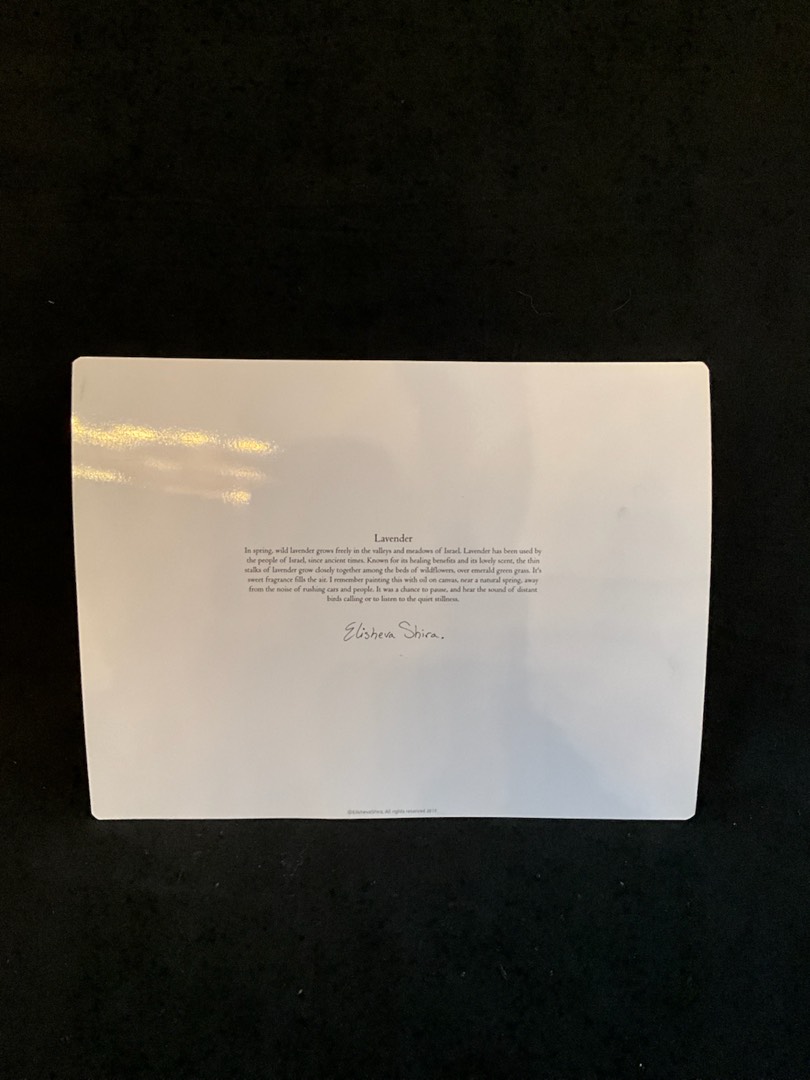 Lavender
In spring, wild lavender grows freely in the valleys and meadows of Israel. Lavender has been used by
the people of Israel, since ancient times. Known for its healing benefits and its lovely scent, the thin
stalks of lavender grow closely together among the beds of wildflowers, over emerald green grass. It's
sweet fragrance fills the air. I remember painting this with oil on canvas, near a natural spring, away
from the noise of rushing cars and people. It was a chance to pause, and hear the sound of distant
birds calling or to listen to the quiet stillness.
Elisheva Shira.
All rights reserved